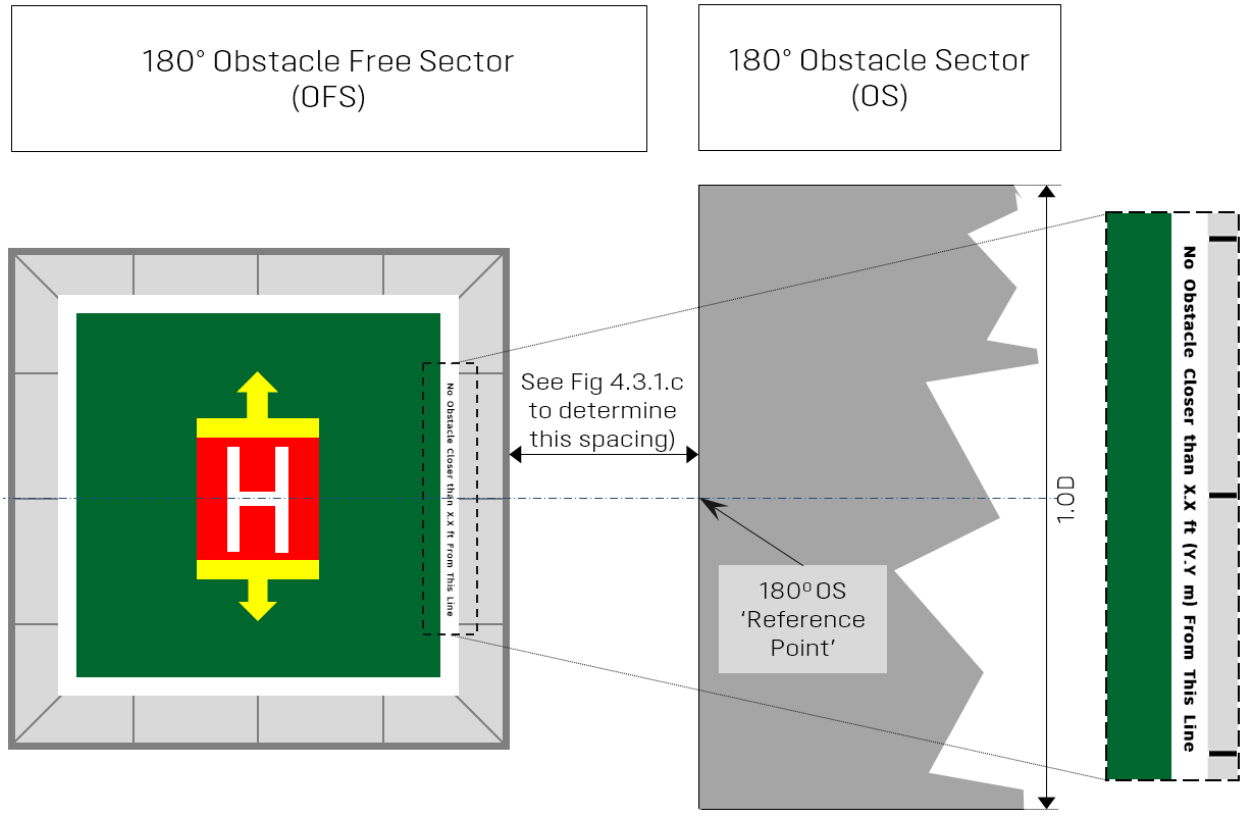 180° Obstacle Free Sector
(OFS)
180° Obstacle Sector
(OS)
See Fig 4.3.1.c
to determine
this spacing)
H
No Obstacle Closer than X.X ft (Y.Y m) From This Line
180º OS
‘Reference
Point’
1.0D
No Obstacle Closer than X.X ft (Y.Y m) From This Line